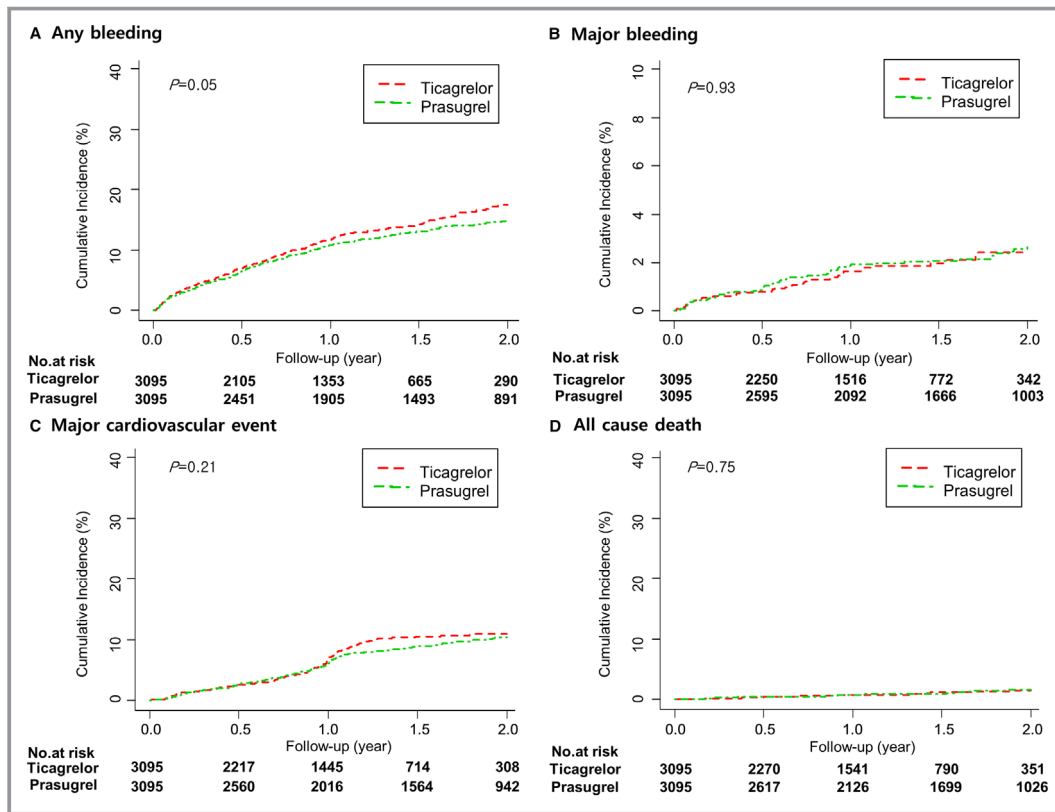 A Any bleeding
40
30
20
10
0
Cumulative Incidence (%)
P=0.05
Ticagrelor
Prasugrel
0.0 0.5 1.0 1.5 2.0
Follow-up (year)
No.at risk
Ticagrelor 3095 2105 1353 665 290
Prasugrel 3095 2451 1905 1493 891
B Major bleeding
10
8
6
4
2
0
Cumulative Incidence (%)
P=0.93
Ticagrelor
Prasugrel
0.0 0.5 1.0 1.5 2.0
Follow-up (year)
No.at risk
Ticagrelor 3095 2250 1516 772 342
Prasugrel 3095 2595 2092 1666 1003
C Major cardiovascular event
40
30
20
10
0
Cumulative Incidence (%)
P=0.21
Ticagrelor
Prasugrel
0.0 0.5 1.0 1.5 2.0
Follow-up (year)
No.at risk
Ticagrelor 3095 2217 1445 714 308
Prasugrel 3095 2560 2016 1564 942
D All cause death
40
30
20
10
0
Cumulative Incidence (%)
P=0.75
Ticagrelor
Prasugrel
0.0 0.5 1.0 1.5 2.0
Follow-up (year)
No.at risk
Ticagrelor 3095 2270 1541 790 351
Prasugrel 3095 2617 2126 1699 1026